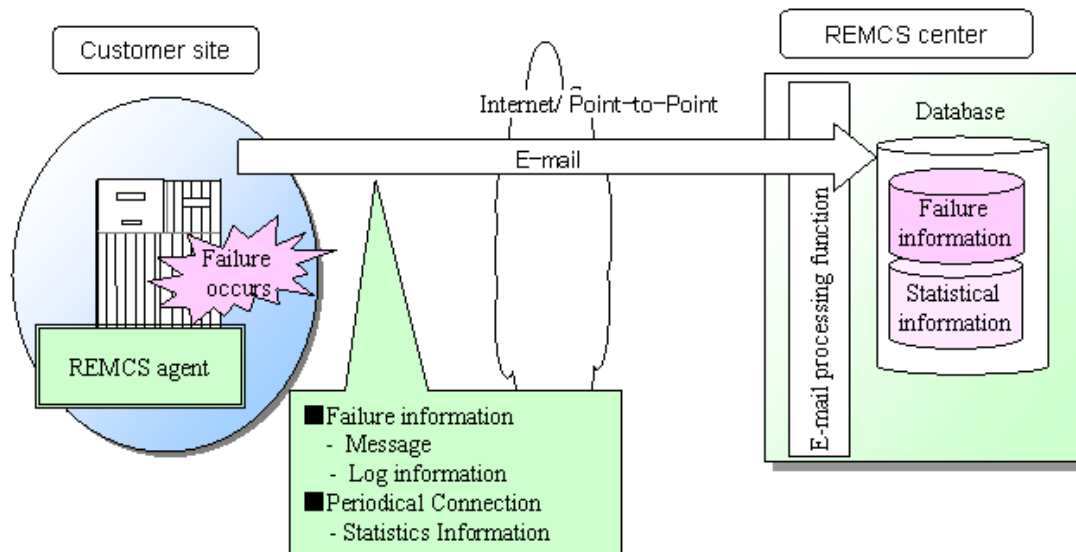 Customer site
REMCS center
Internet/ Point-to-Point
E-mail
Database
Failure
information
Statistical
information
E-mail processing function
Failure
occurs
REMCS agent
■Failure information
- Message
- Log information
■Periodical Connection
- Statistics Information